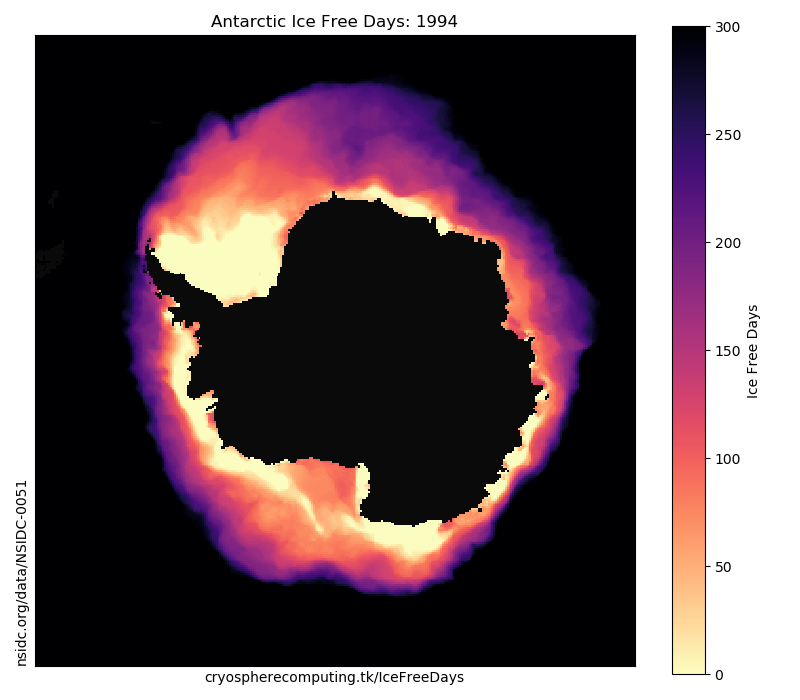 Antarctic Ice Free Days: 1994
300
250
200
150
100
50
0
Ice Free Days
nsidc.org/data/NSIDC-0051
cryospherecomputing.tk/IceFreeDays